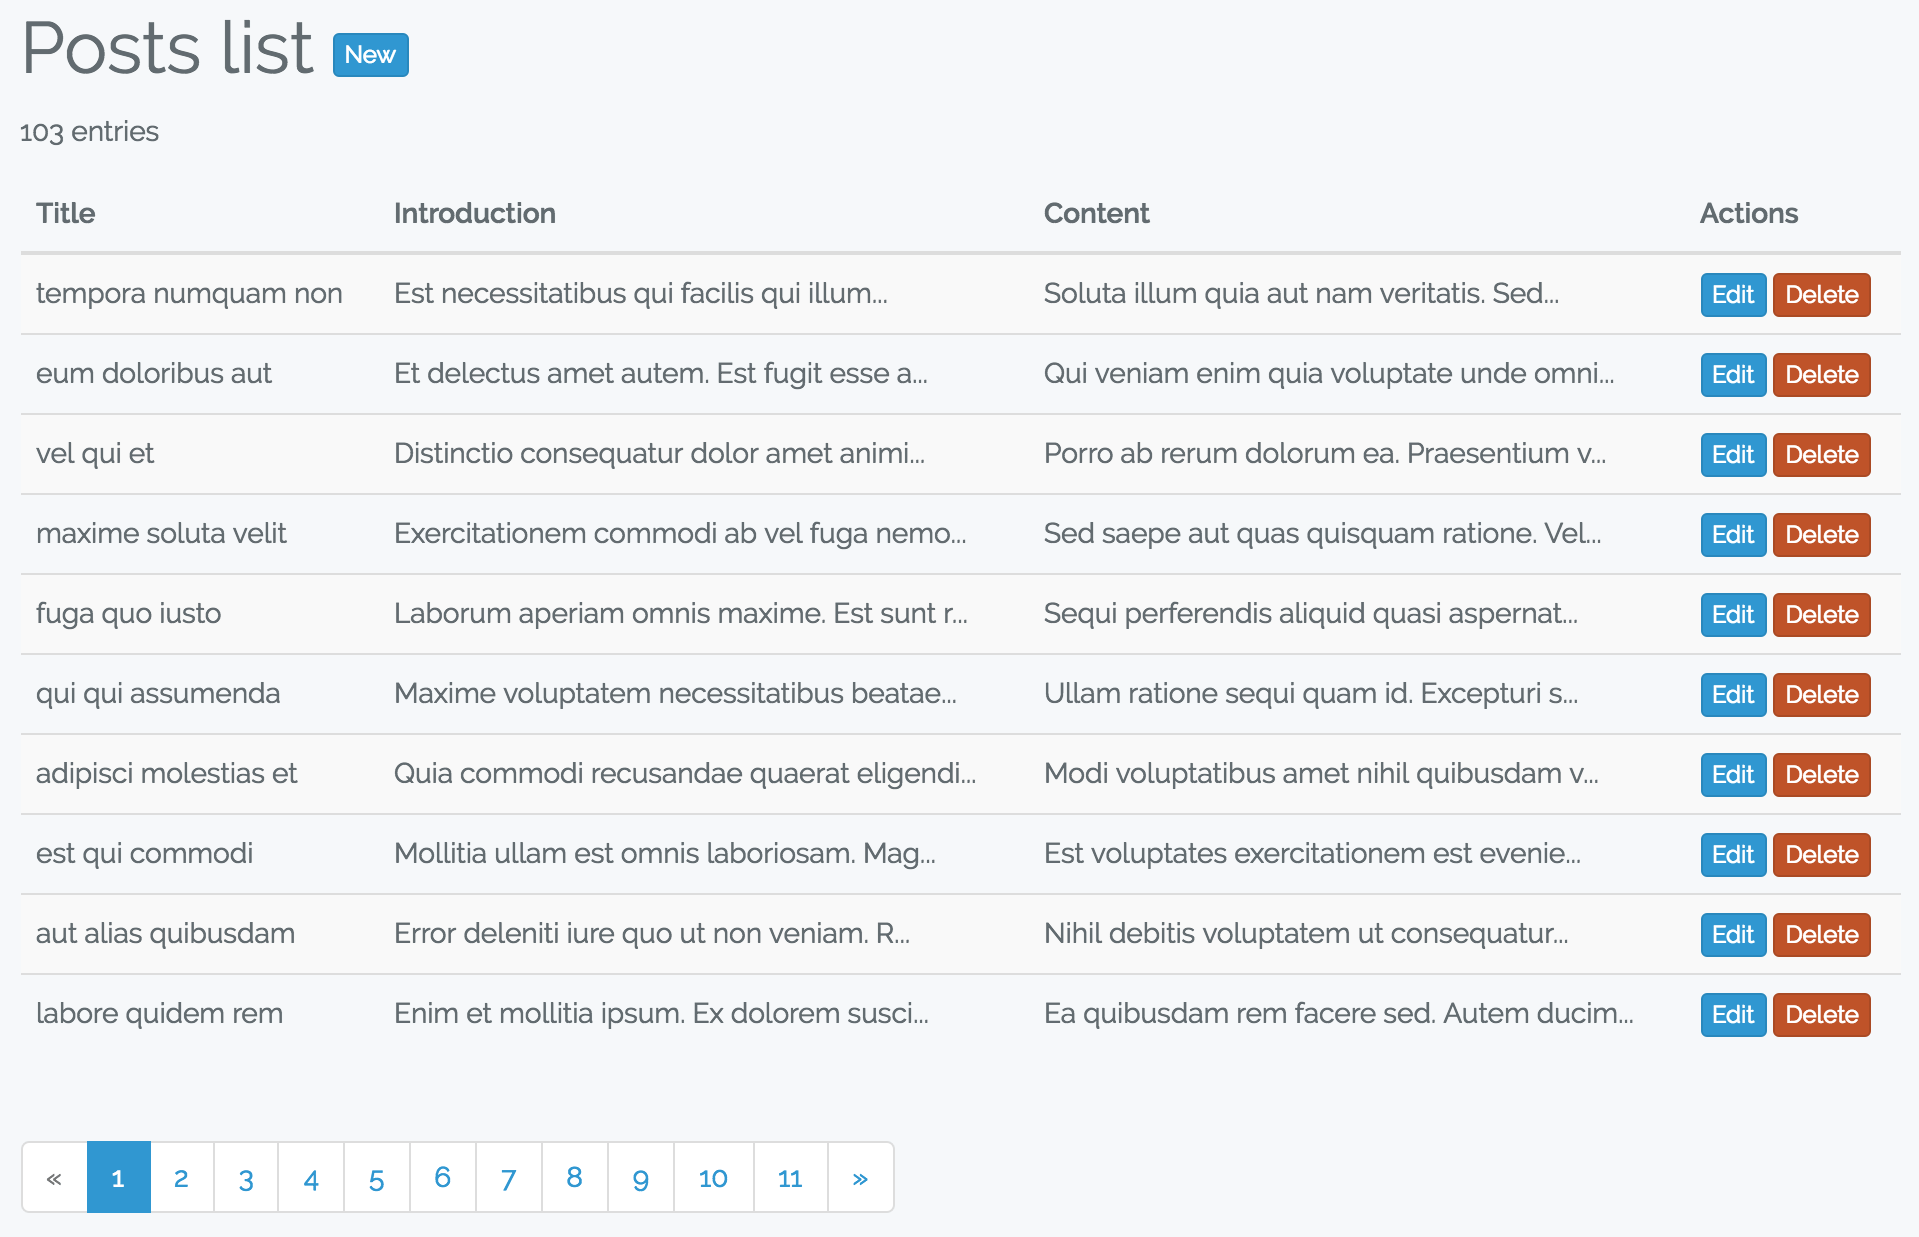 Posts list New
103 entries
Title Introduction Content Actions
tempora numquam non Est necessitatibus qui facilis qui illum... Soluta illum quia aut nam veritatis. Sed... Edit Delete
eum doloribus aut Et delectus amet autem. Est fugit esse a... Qui veniam enim quia voluptate unde omni... Edit Delete
vel qui et Distinctio consequatur dolor amet animi... Porro ab rerum dolorum ea. Praesentium v... Edit Delete
maxime soluta velit Exercitationem commodi ab vel fuga nemo... Sed saepe aut quas quisquam ratione. Vel... Edit Delete
fuga quo iusto Laborum aperiam omnis maxime. Est sunt r... Sequi perferendis aliquid quasi aspernat... Edit Delete
qui qui assumenda Maxime voluptatem necessitatibus beatae... Ullam ratione sequi quam id. Excepturi s... Edit Delete
adipisci molestias et Quia commodi recusandae quaerat eligendi... Modi voluptatibus amet nihil quibusdam v... Edit Delete
est qui commodi Mollitia ullam est omnis laboriosam. Mag... Est voluptates exercitationem est evenie... Edit Delete
aut alias quibusdam Error deleniti iure quo ut non veniam. R... Nihil debitis voluptatem ut consequatur... Edit Delete
labore quidem rem Enim et mollitia ipsum. Ex dolorem susci... Ea quibusdam rem facere sed. Autem ducim... Edit Delete
« 1 2 3 4 5 6 7 8 9 10 11 »